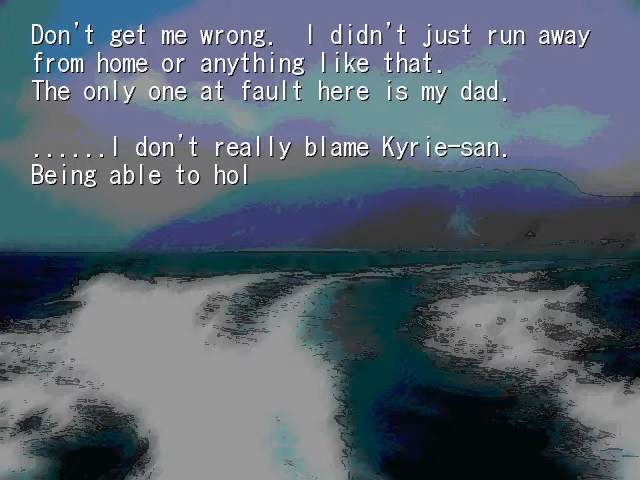 Don't get me wrong.  I didn't just run away
from home or anything like that.
The only one at fault here is my dad.
......I don't really blame Kyrie-san.
Being able to hol